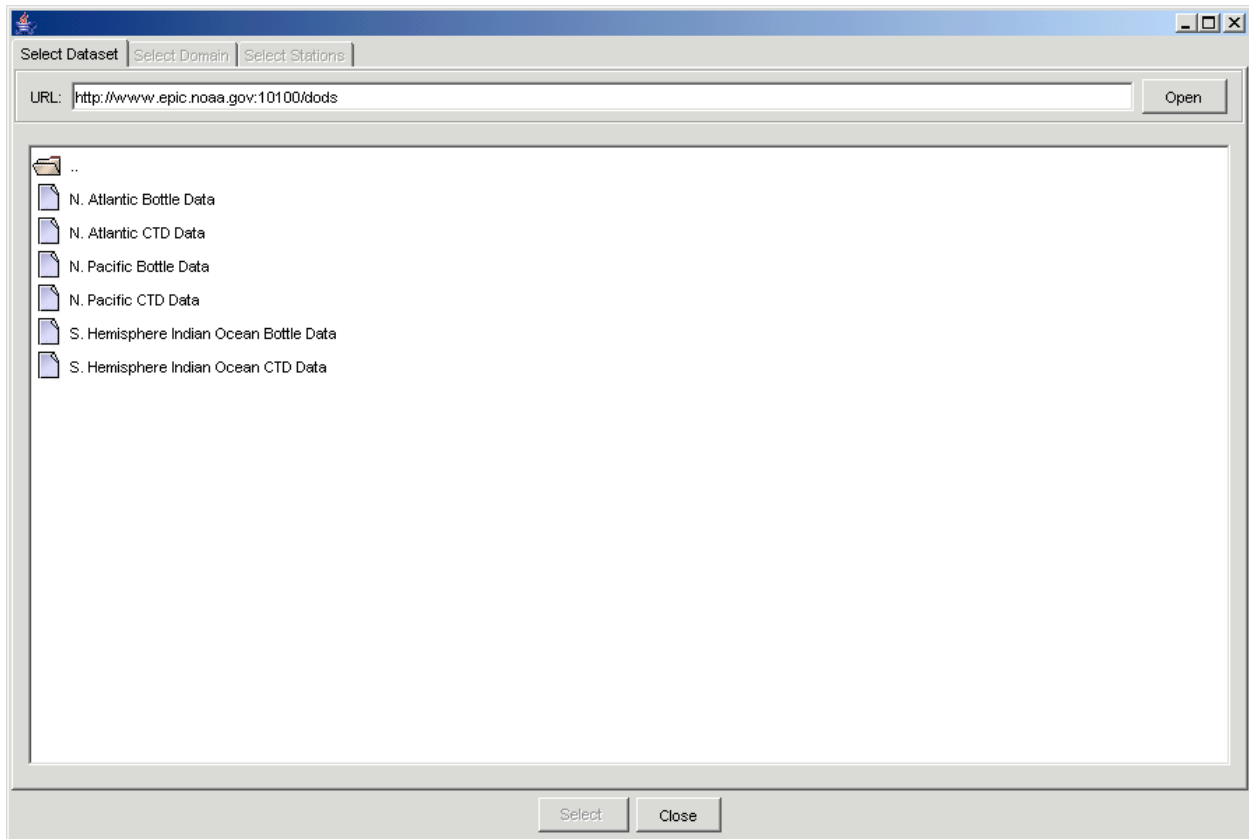 Select Dataset Select Domain Select Stations
URL: http://www.epic.noaa.gov:10100/dods Open
..
N. Atlantic Bottle Data
N. Atlantic CTD Data
N. Pacific Bottle Data
N. Pacific CTD Data
S. Hemisphere Indian Ocean Bottle Data
S. Hemisphere Indian Ocean CTD Data
Select Close